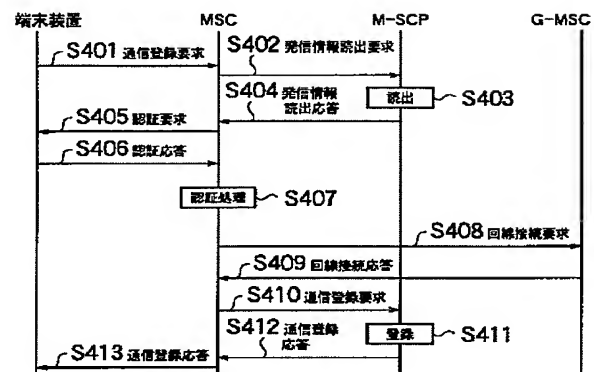 端末装置 MSC M-SCP G-MSC
S401 通信登録要求
S402 発信情報読出要求
読出 S403
S404 発信情報
読出応答
S405 認証要求
S406 認証応答
認証処理 S407
S408 回線接続要求
S409 回線接続応答
S410 通信登録要求
登録 S411
S412 通信登録
応答
S413 通信登録応答